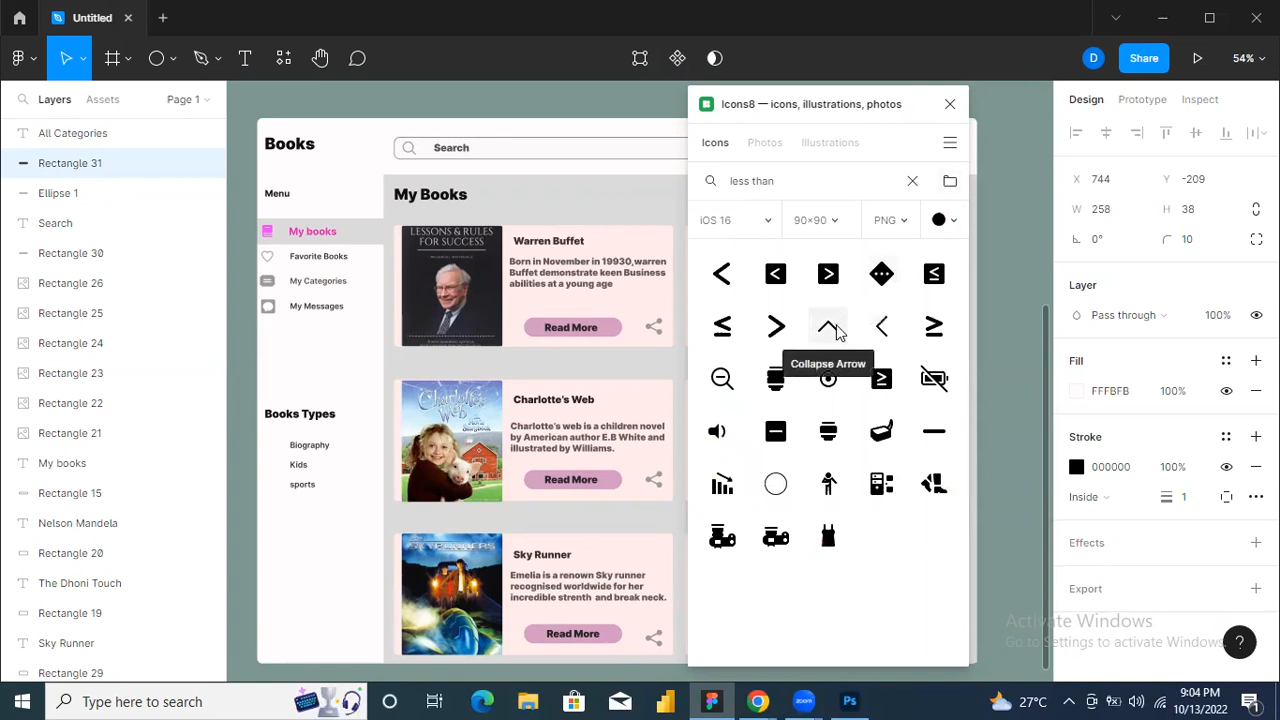 Untitled
Share
54%
Layers
Assets
Page 1
All Categories
Rectangle 31
Ellipse 1
Search
Rectangle 30
Rectangle 26
Rectangle 25
Rectangle 24
Rectangle 23
Rectangle 22
Rectangle 21
My books
Rectangle 15
Nelson Mandela
Rectangle 20
The Dhoni Touch
Rectangle 19
Sky Runner
Rectangle 29
Books
Search
Menu
My books
Favorite Books
My Categories
My Messages
Books Types
Biography
Kids
sports
My Books
LESSONS & RULES
FOR SUCCESS
WARREN BUFFET
Warren Buffet
Born in November in 19930,warren
Buffet demonstrate keen Business
abilities at a young age
Read More
Charlotte's
Web
Charlotte's Web
Charlotte's web is a children novel
by American author E.B White and
illustrated by Williams.
Read More
SKYRUNNERS
Sky Runner
Emelia is a renown Sky runner
recognised worldwide for her
incredible strenth and break neck.
Read More
Icons8 — icons, illustrations, photos
Icons
Photos
Illustrations
less than
iOS 16
90×90
PNG
Collapse Arrow
Design
Prototype
Inspect
X 744
Y -209
W 258
H 38
0°
10
Layer
Pass through
100%
Fill
FFFBFB
100%
Stroke
000000
100%
Inside
1
Effects
Export
Activate Windows
Go to Settings to activate Windows.
?
Type here to search
zoom
Ps
27°C
9:04 PM
10/13/2022
1
D